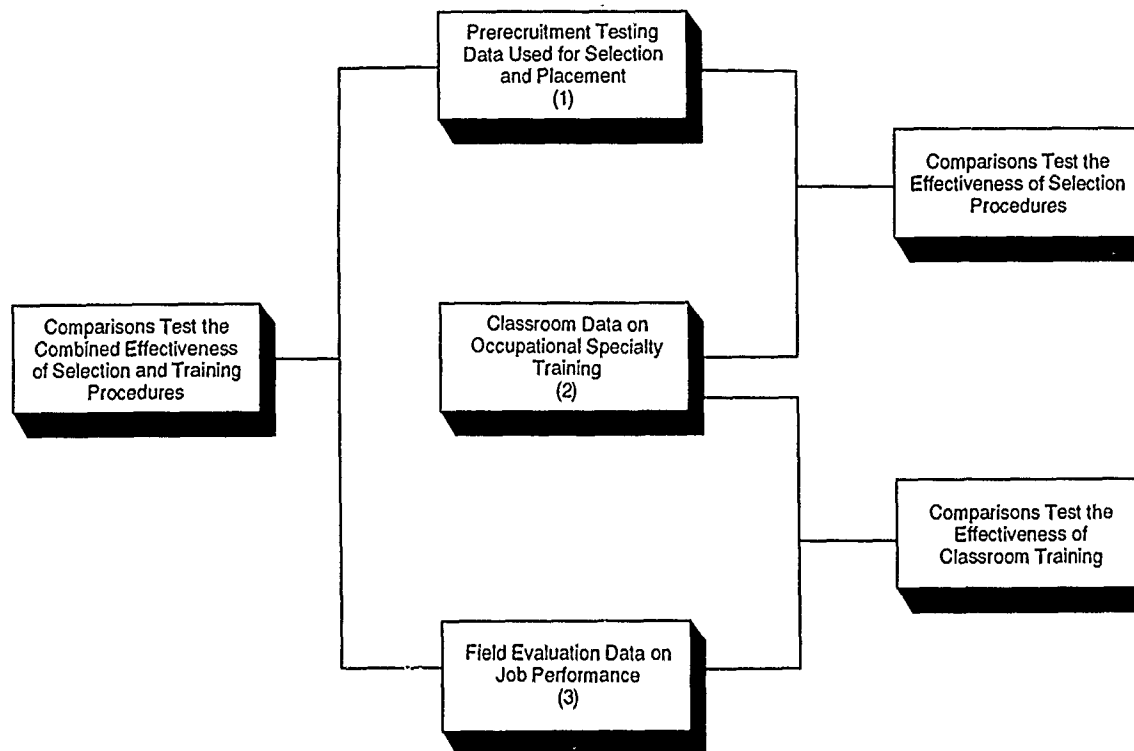 Prerecruitment Testing
Data Used for Selection
and Placement
(1)
Comparisons Test the
Effectiveness of Selection
Procedures
Comparisons Test the
Combined Effectiveness
of Selection and Training
Procedures
Classroom Data on
Occupational Specialty
Training
(2)
Comparisons Test the
Effectiveness of
Classroom Training
Field Evaluation Data on
Job Performance
(3)